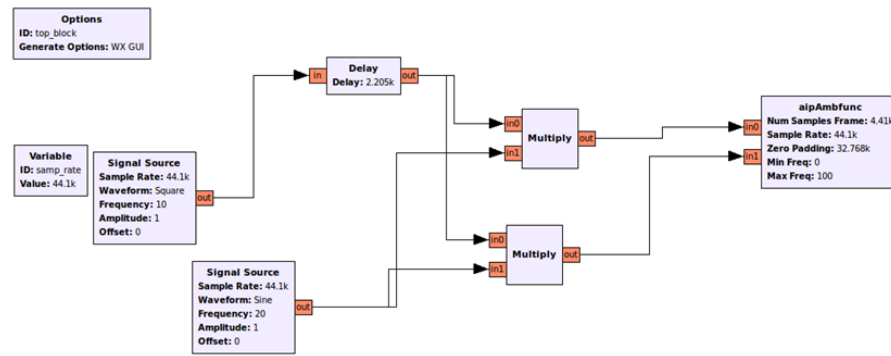 Options
ID: top_block
Generate Options: WX GUI
Variable
ID: samp_rate
Value: 44.1k
Signal Source
Sample Rate: 44.1k
Waveform: Square
Frequency: 10
Amplitude: 1
Offset: 0
out
Signal Source
Sample Rate: 44.1k
Waveform: Sine
Frequency: 20
Amplitude: 1
Offset: 0
out
in
Delay
Delay: 2.205k
out
in0
in1
Multiply
out
in0
in1
Multiply
out
in0
in1
aipAmbfunc
Num Samples Frame: 4.41k
Sample Rate: 44.1k
Zero Padding: 32.768k
Min Freq: 0
Max Freq: 100